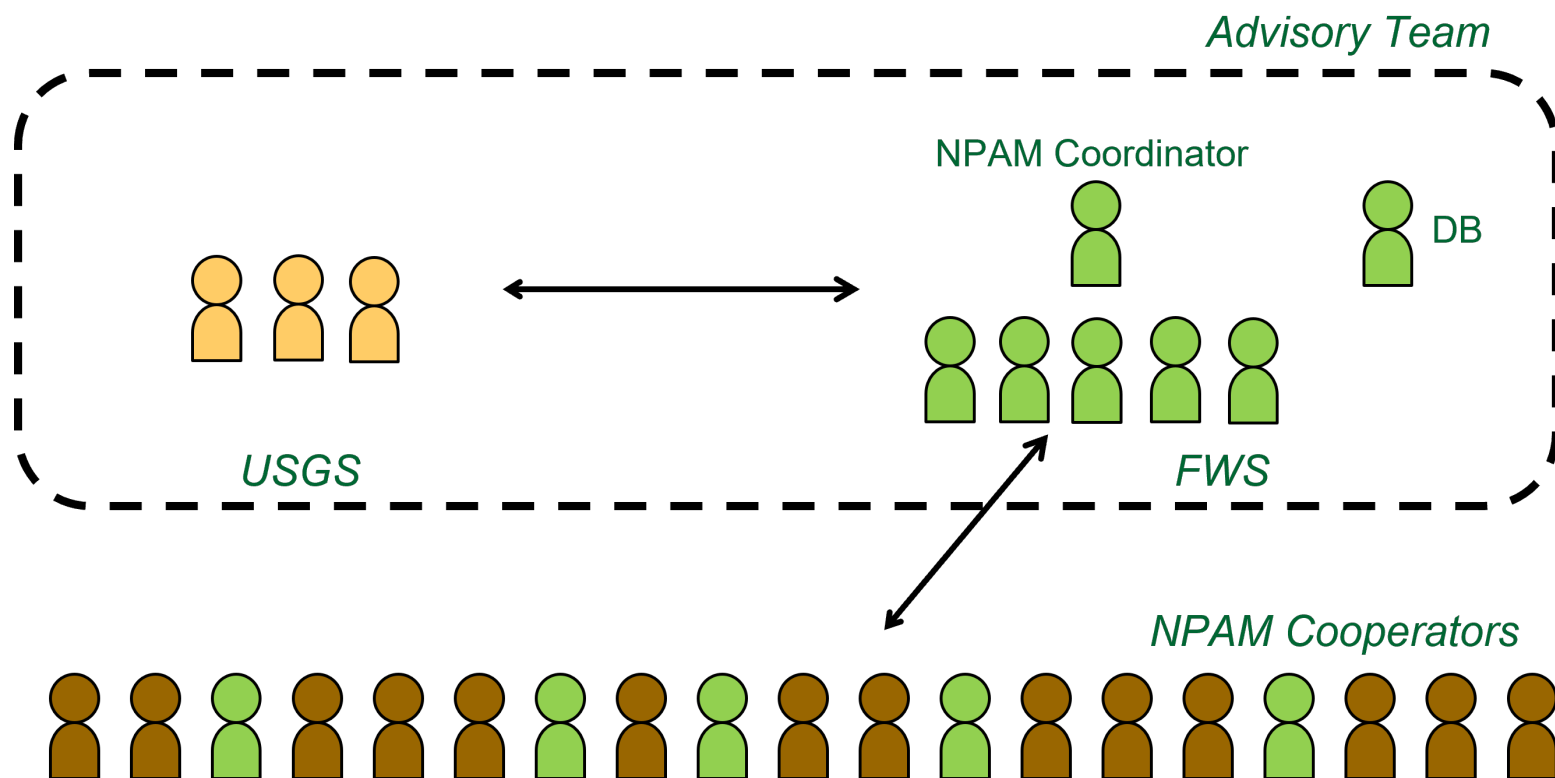 Advisory Team
NPAM Coordinator
DB
USGS
FWS
NPAM Cooperators